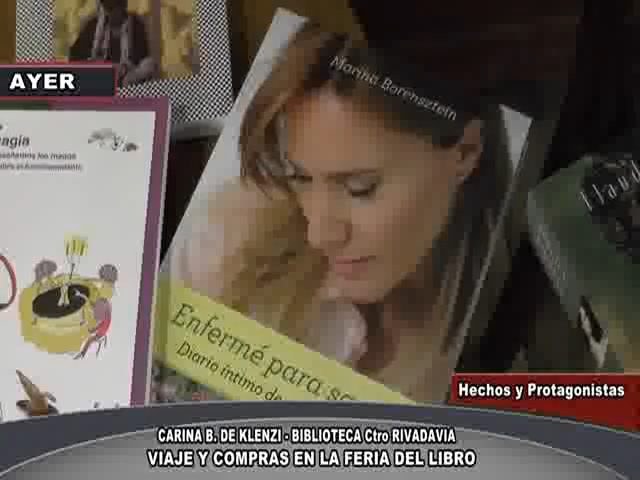 AYER
Marina Borensztein
Enfermé para
Diario íntimo de
Hechos y Protagonistas
CARINA B. DE KLENZI - BIBLIOTECA Ctro RIVADAVIA
VIAJE Y COMPRAS EN LA FERIA DEL LIBRO